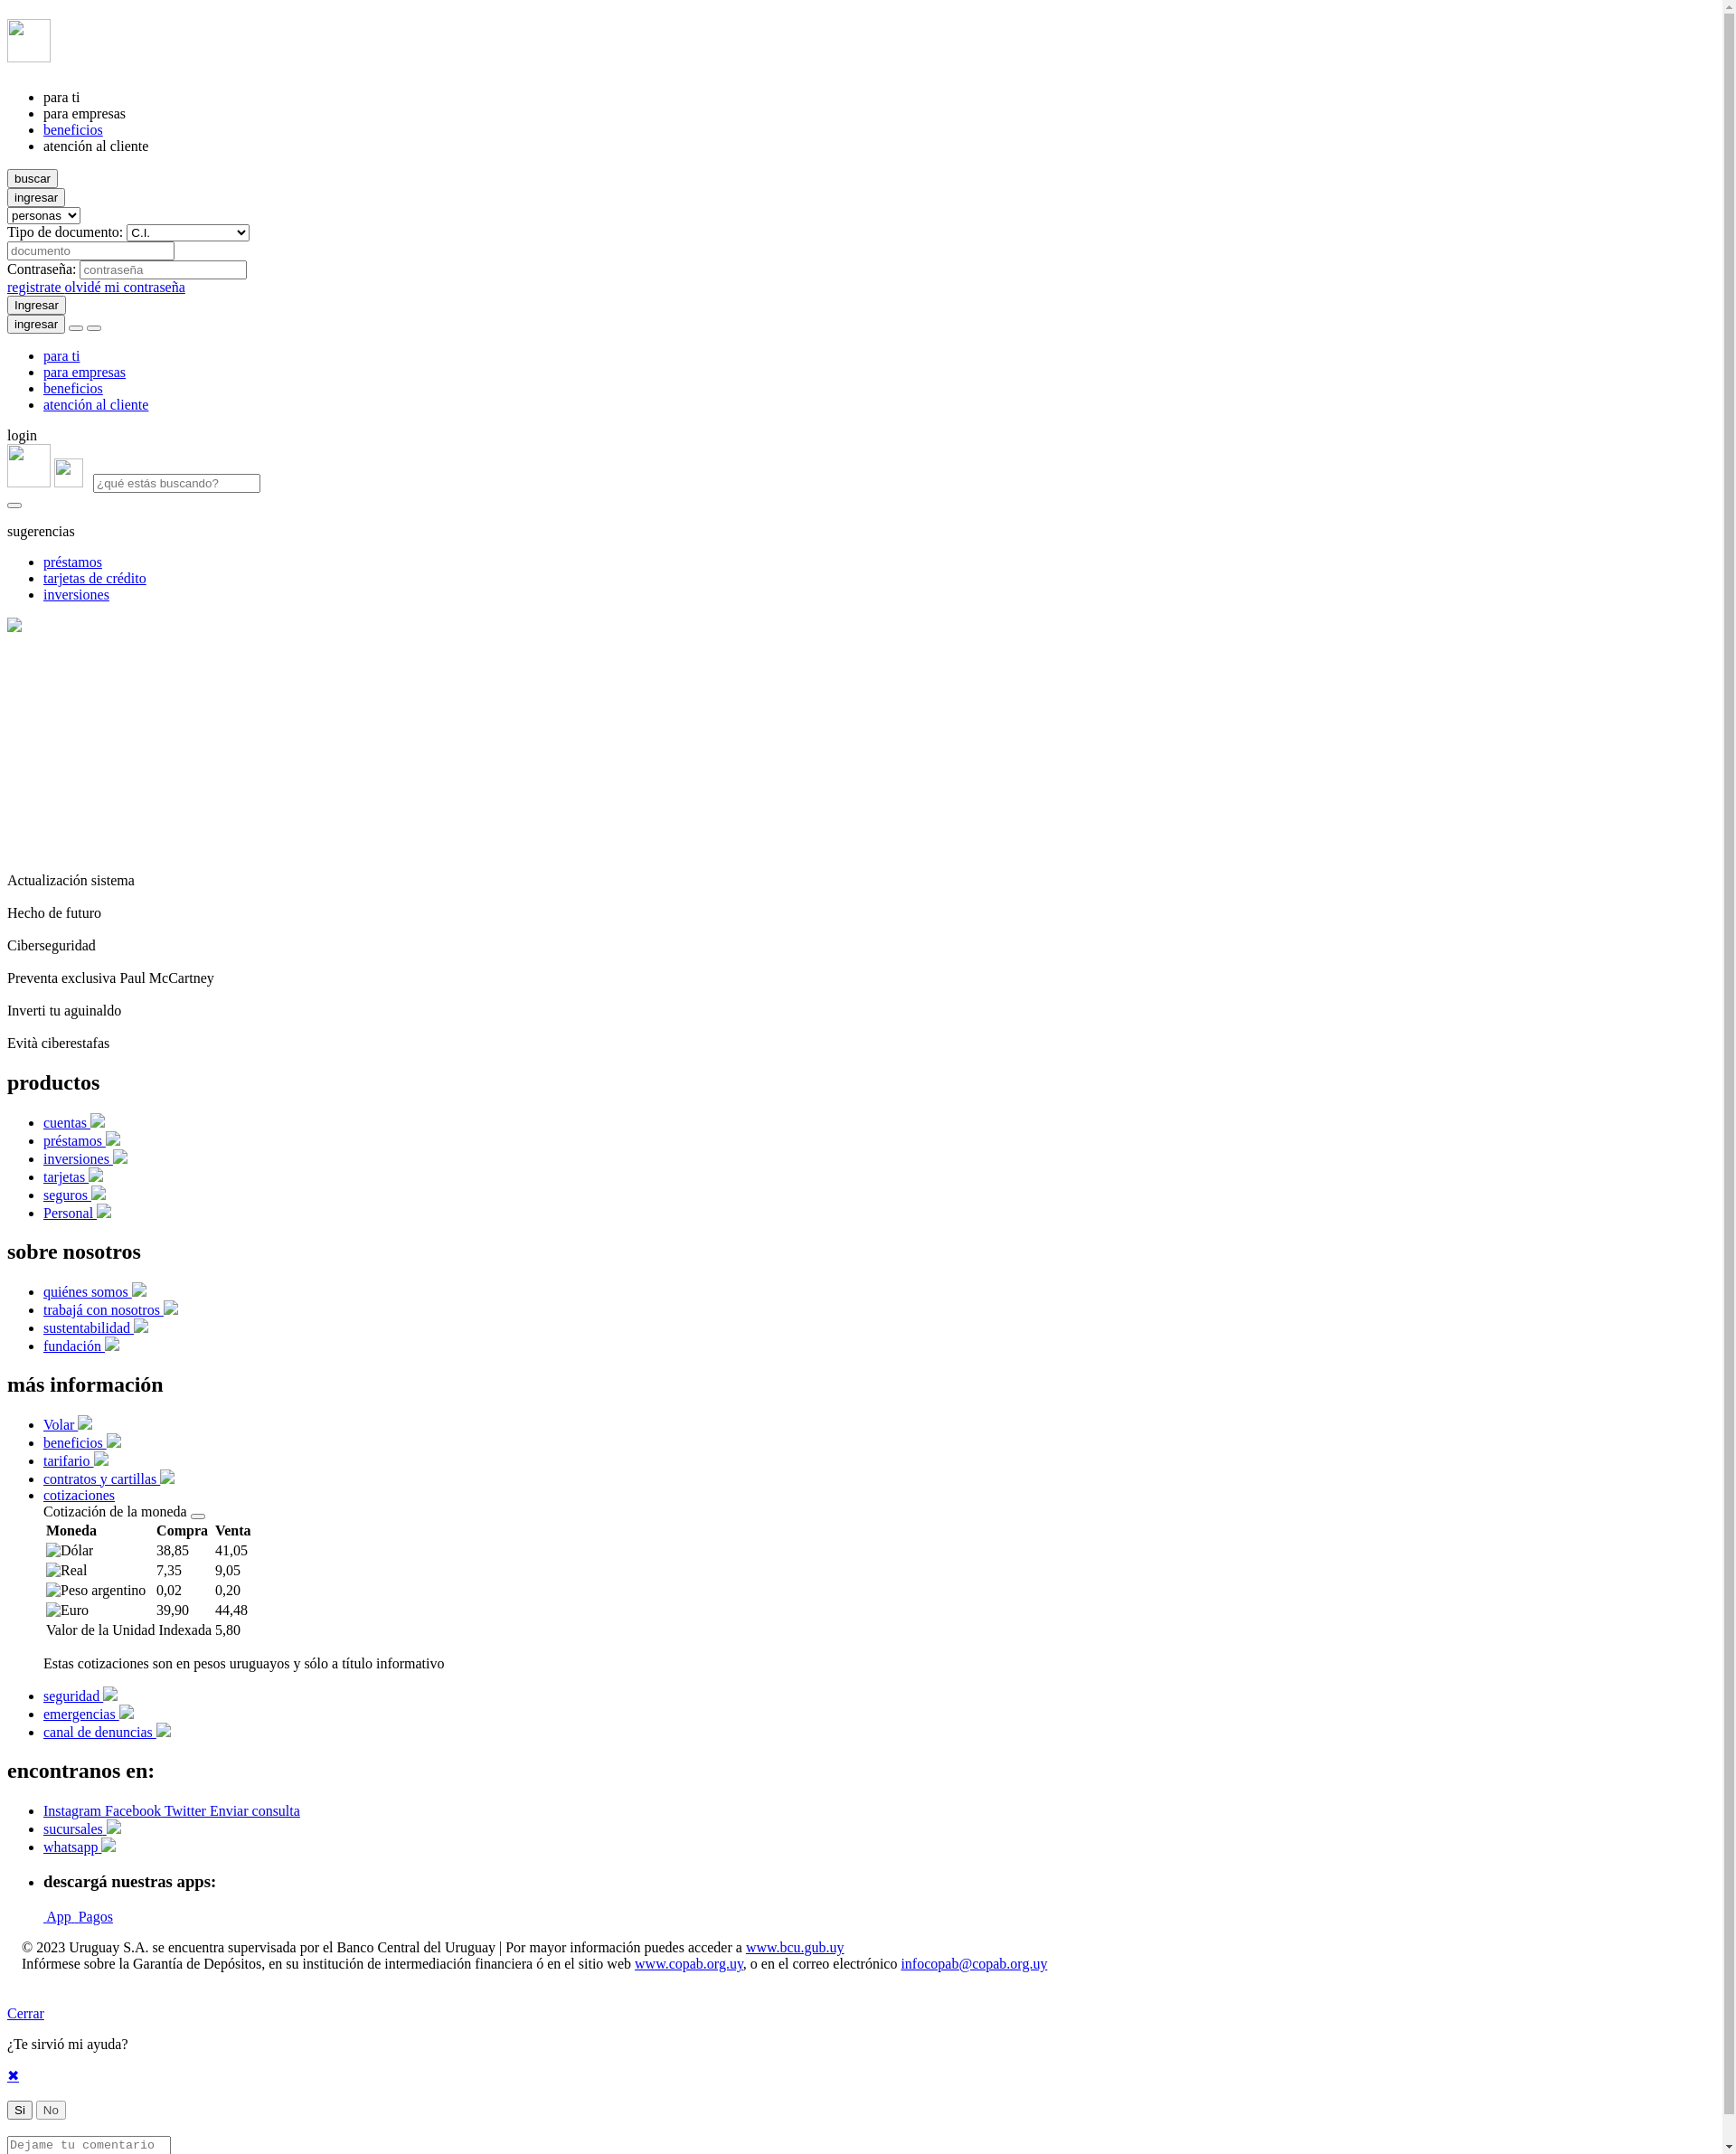 para ti
para empresas
beneficios
atención al cliente
buscar
ingresar
personas
Tipo de documento: C.I.
documento
Contraseña: contraseña
registrate olvidé mi contraseña
Ingresar
ingresar
para ti
para empresas
beneficios
atención al cliente
login
¿qué estás buscando?
sugerencias
préstamos
tarjetas de crédito
inversiones
Actualización sistema
Hecho de futuro
Ciberseguridad
Preventa exclusiva Paul McCartney
Inverti tu aguinaldo
Evità ciberestafas
productos
cuentas
préstamos
inversiones
tarjetas
seguros
Personal
sobre nosotros
quiénes somos
trabajá con nosotros
sustentabilidad
fundación
más información
Volar
beneficios
tarifario
contratos y cartillas
cotizaciones
Cotización de la moneda
Moneda Compra Venta
Dólar 38,85 41,05
Real 7,35 9,05
Peso argentino 0,02 0,20
Euro 39,90 44,48
Valor de la Unidad Indexada 5,80
Estas cotizaciones son en pesos uruguayos y sólo a título informativo
seguridad
emergencias
canal de denuncias
encontranos en:
Instagram Facebook Twitter Enviar consulta
sucursales
whatsapp
descargá nuestras apps:
App Pagos
© 2023 Uruguay S.A. se encuentra supervisada por el Banco Central del Uruguay | Por mayor información puedes acceder a www.bcu.gub.uy
Infórmese sobre la Garantía de Depósitos, en su institución de intermediación financiera ó en el sitio web www.copab.org.uy, o en el correo electrónico infocopab@copab.org.uy
Cerrar
¿Te sirvió mi ayuda?
✖
Si No
Dejame tu comentario